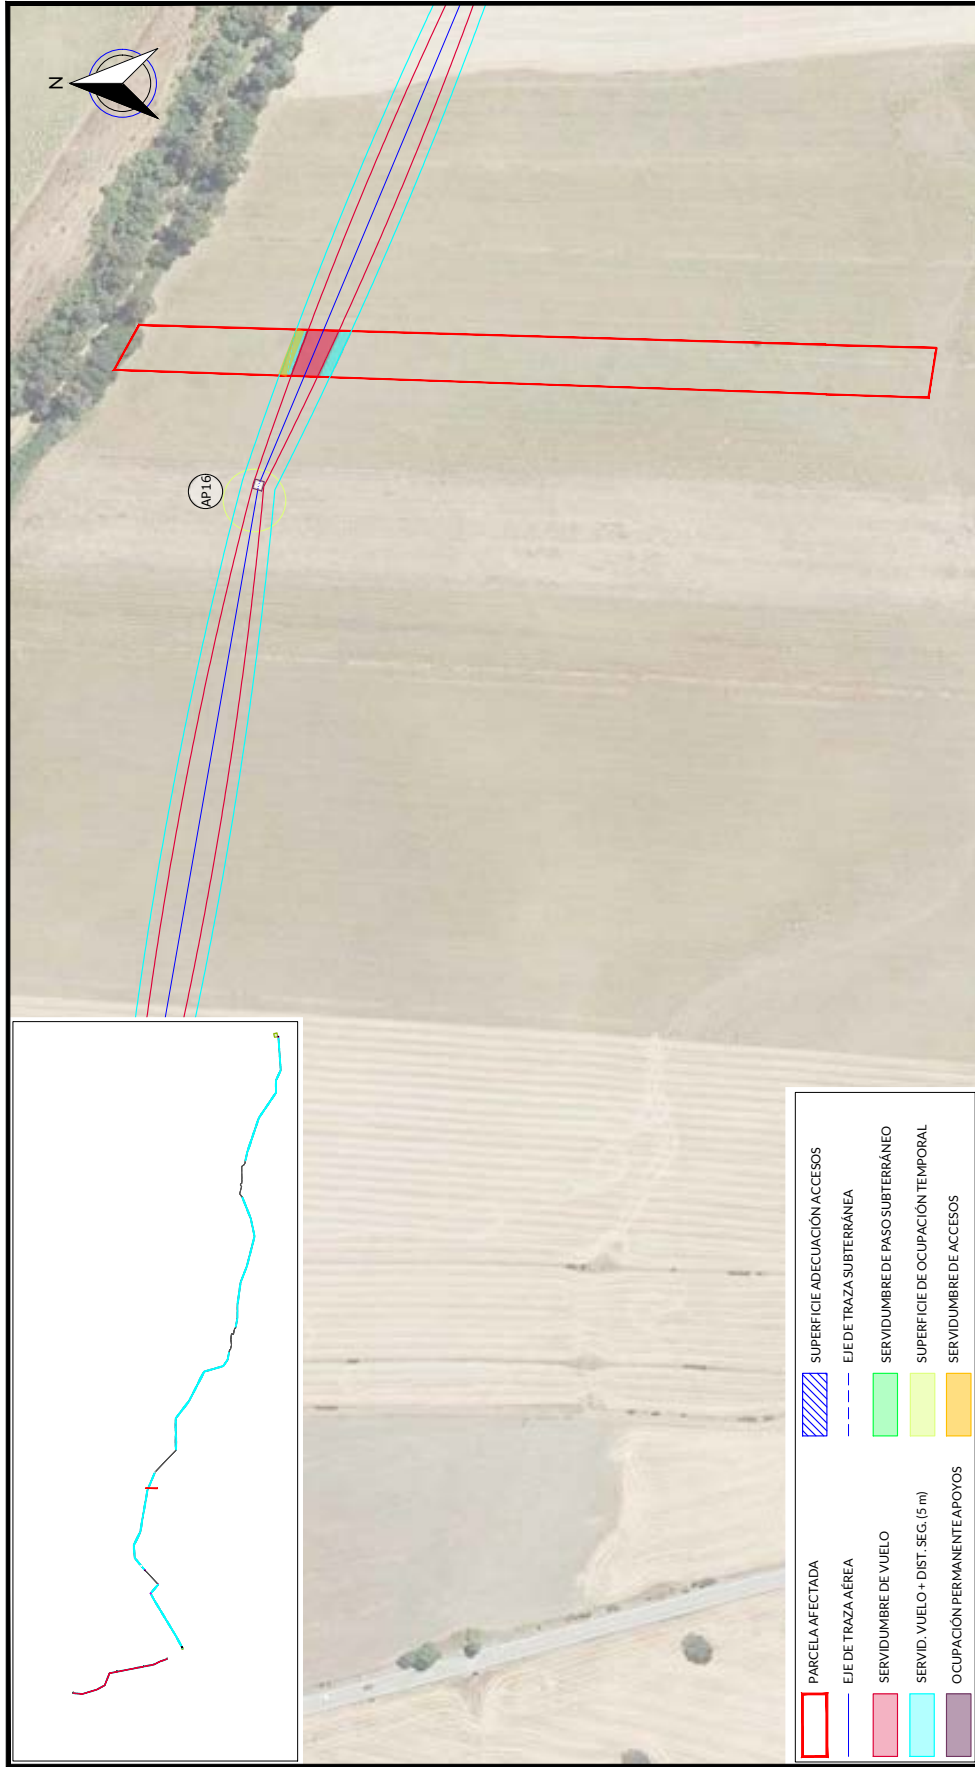 N
AP16
PARCELA AFECTADA
EJE DE TRAZA AÉREA
SERVIDUMBRE DE VUELO
SERVID. VUELO + DIST. SEG. (5 m)
OCUPACIÓN PERMANENTE APOYOS
SUPERFICIE ADECUACIÓN ACCESOS
EJE DE TRAZA SUBTERRÁNEA
SERVIDUMBRE DE PASO SUBTERRÁNEO
SUPERFICIE DE OCUPACIÓN TEMPORAL
SERVIDUMBRE DE ACCESOS